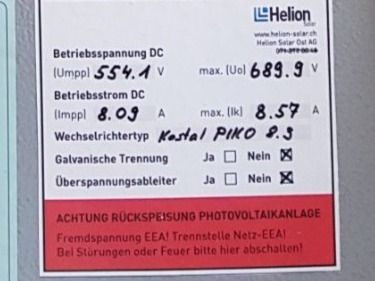 Helion
Solar
www.helion-solar.ch
Helion Solar Ost AG
Betriebsspannung DC
(Umpp) 554.1 V max. (Uo) 689.9 V
Betriebsstrom DC
(Impp) 8.09 A max. (Ik) 8.57 A
Wechselrichtertyp Kostal PIKO 8.3
Galvanische Trennung Ja ☐ Nein ☒
Überspannungsableiter Ja ☐ Nein ☒
ACHTUNG RÜCKSPEISUNG PHOTOVOLTAIKANLAGE
Fremdspannung EEA! Trennstelle Netz-EEA!
Bei Störungen oder Feuer bitte hier abschalten!